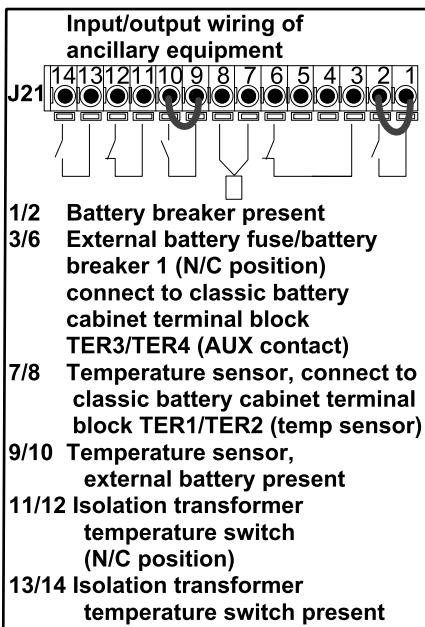 Input/output wiring of
ancillary equipment
14 13 12 11 10 9 8 7 6 5 4 3 2 1
J21
1/2 Battery breaker present
3/6 External battery fuse/battery
breaker 1 (N/C position)
connect to classic battery
cabinet terminal block
TER3/TER4 (AUX contact)
7/8 Temperature sensor, connect to
classic battery cabinet terminal
block TER1/TER2 (temp sensor)
9/10 Temperature sensor,
external battery present
11/12 Isolation transformer
temperature switch
(N/C position)
13/14 Isolation transformer
temperature switch present